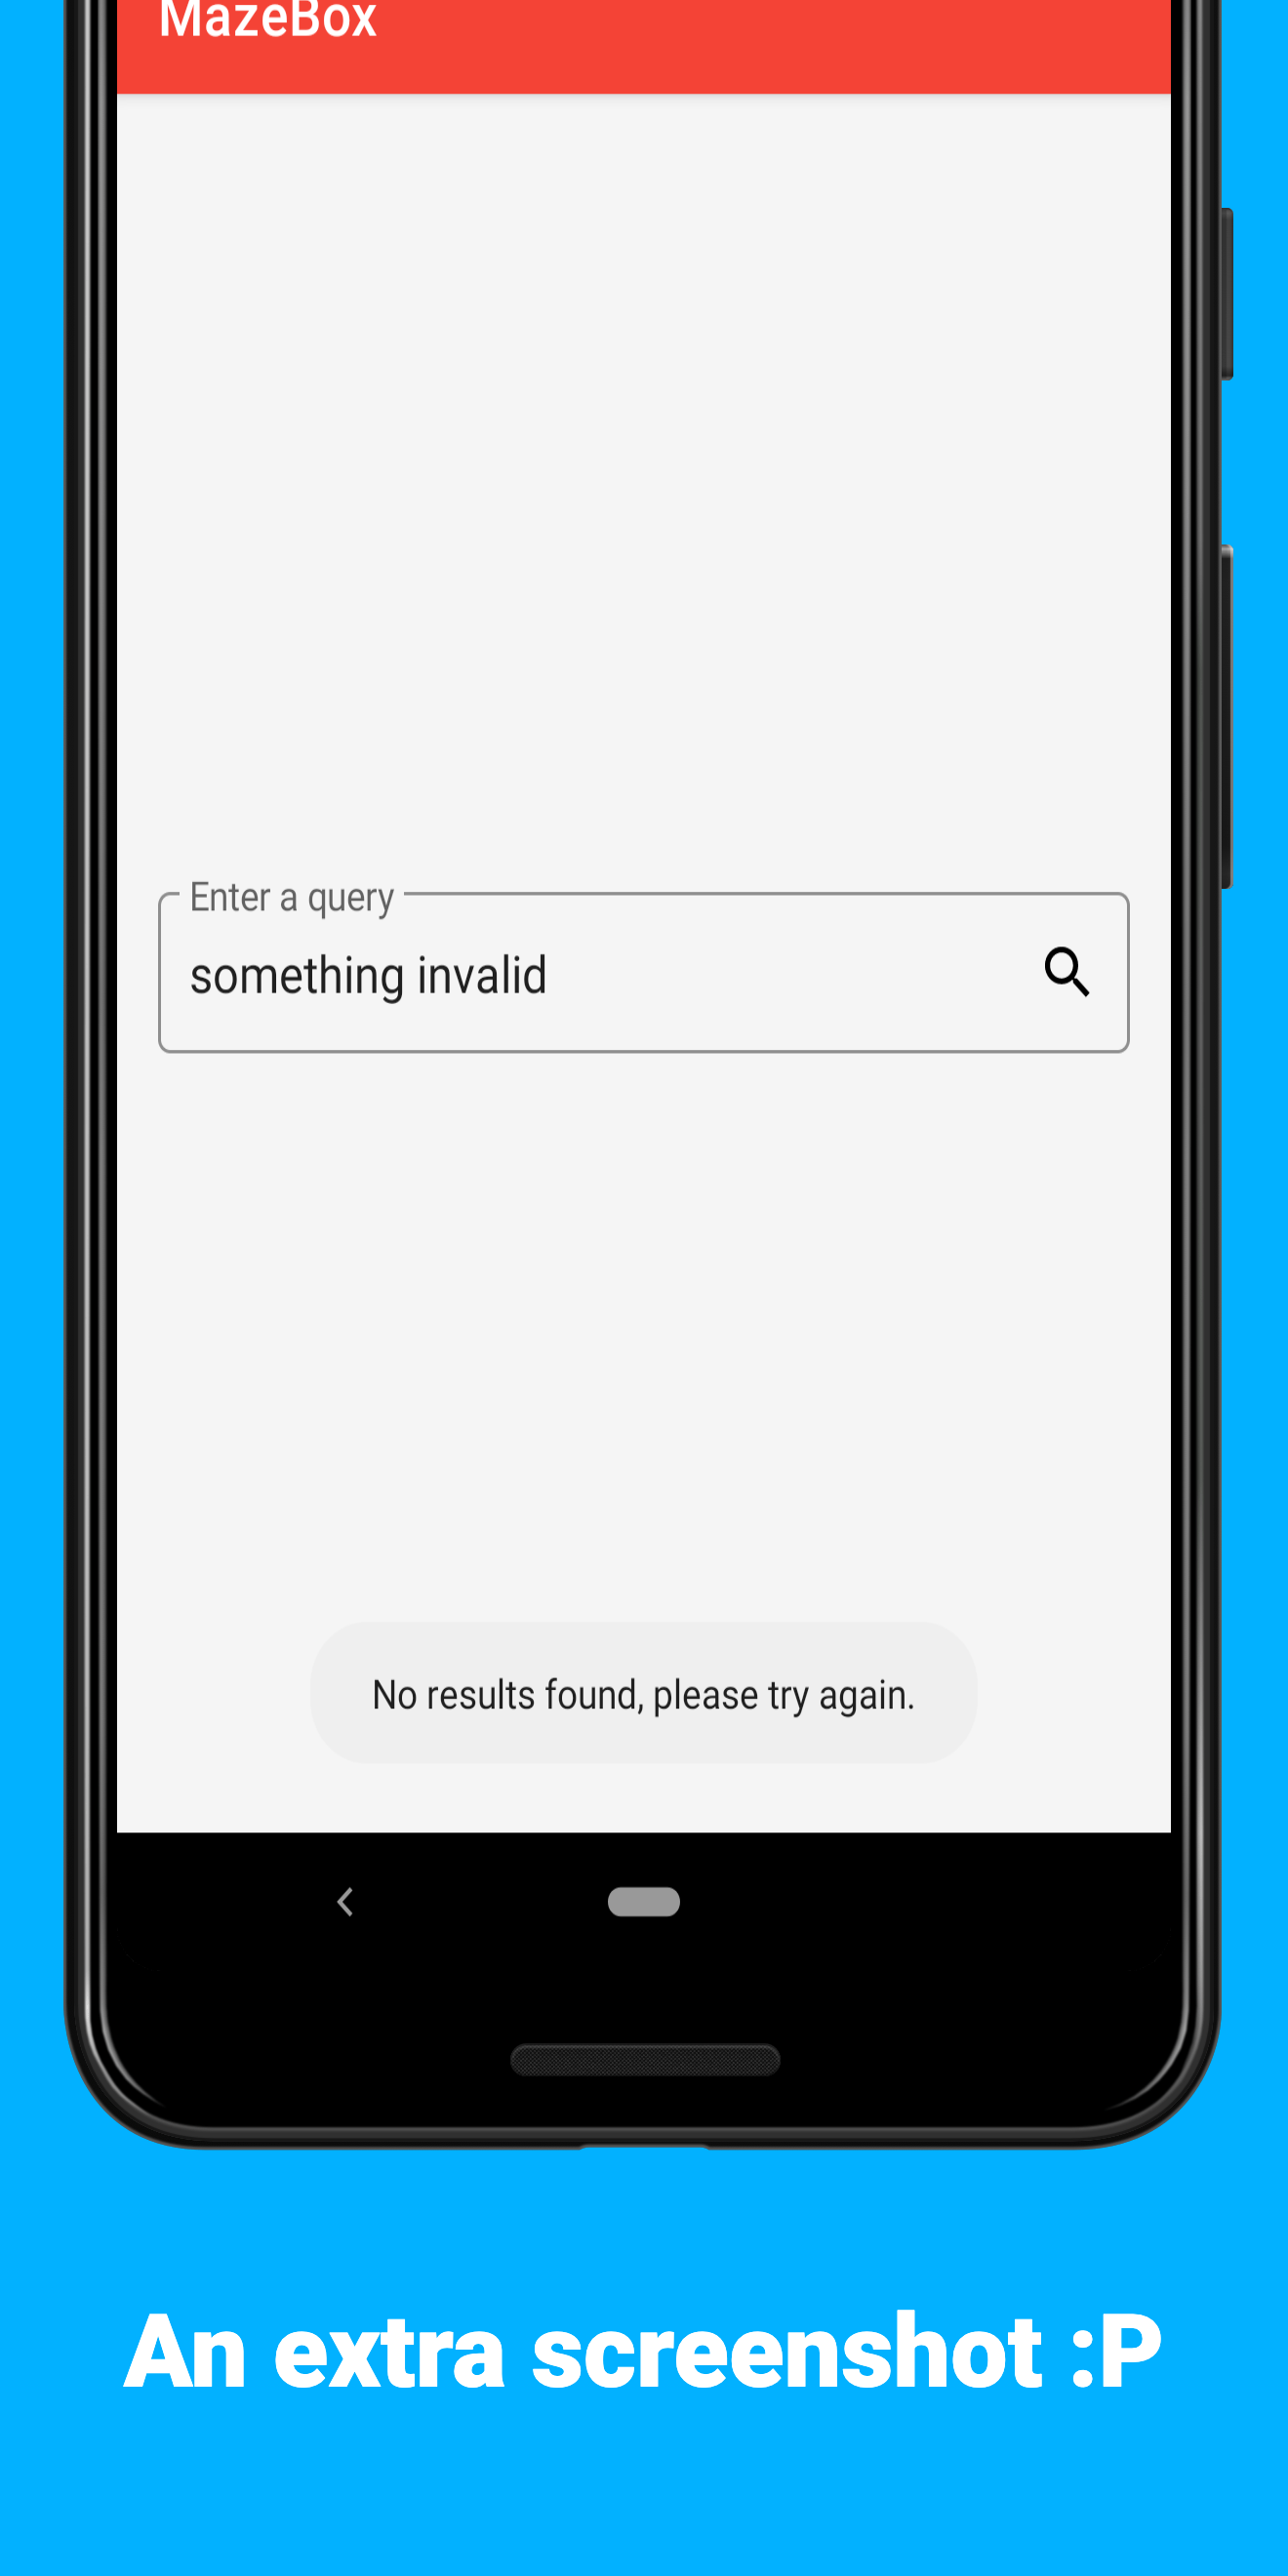 MazeBox
Enter a query
something invalid
No results found, please try again.
An extra screenshot :P